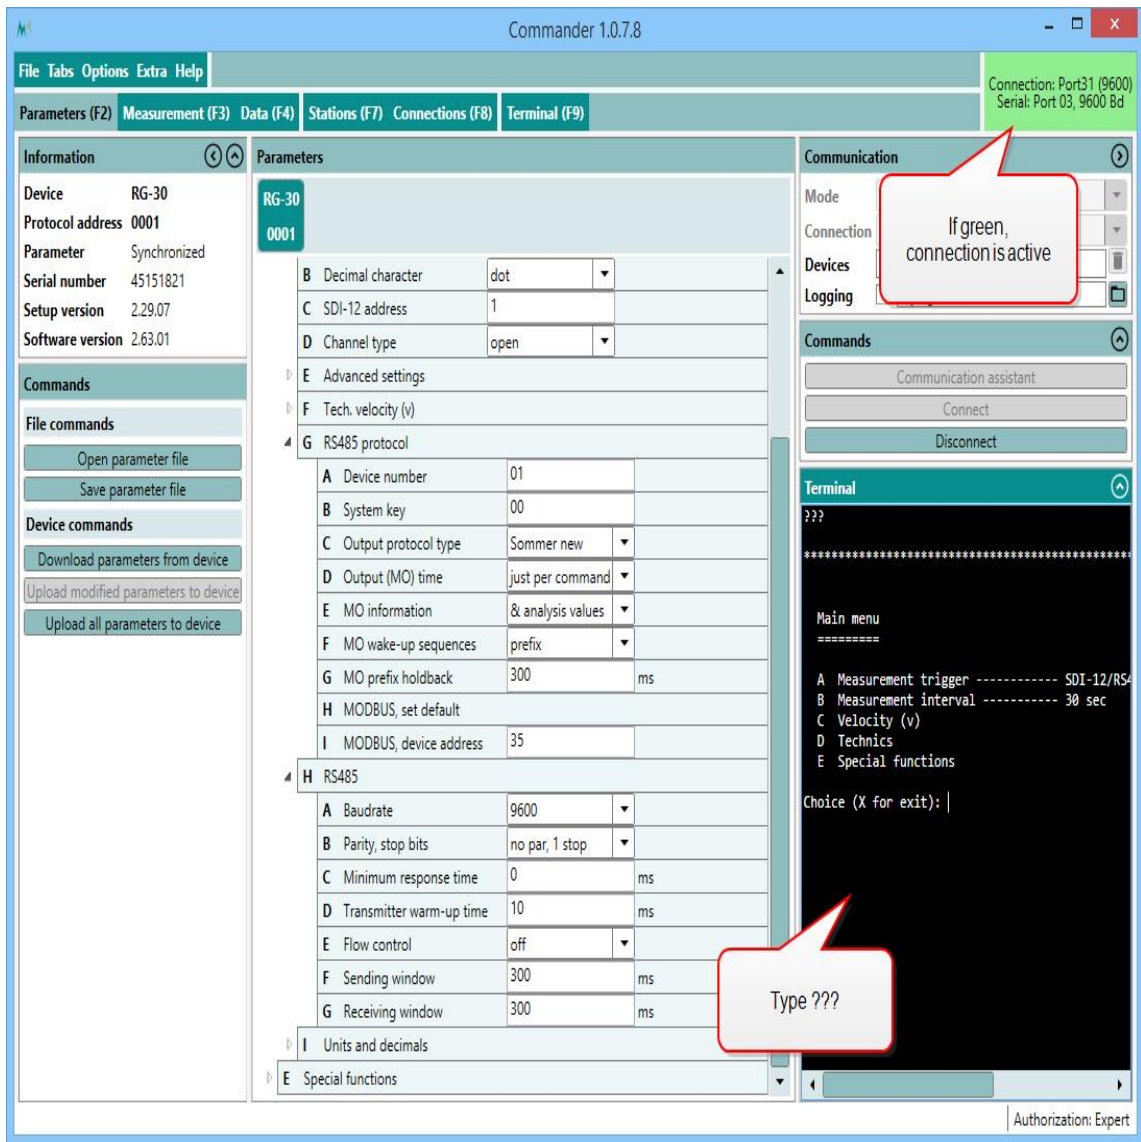 Commander 1.0.7.8
File Tabs Options Extra Help
Connection: Port31 (9600)
Serial: Port 03, 9600 Bd
Parameters (F2) Measurement (F3) Data (F4) Stations (F7) Connections (F8) Terminal (F9)
Information
Device RG-30
Protocol address 0001
Parameter Synchronized
Serial number 45151821
Setup version 2.29.07
Software version 2.63.01
Commands
File commands
Open parameter file
Save parameter file
Device commands
Download parameters from device
Upload modified parameters to device
Upload all parameters to device
Parameters
RG-30
0001
B Decimal character dot
C SDI-12 address 1
D Channel type open
E Advanced settings
F Tech. velocity (v)
G RS485 protocol
A Device number 01
B System key 00
C Output protocol type Sommer new
D Output (MO) time just per command
E MO information & analysis values
F MO wake-up sequences prefix
G MO prefix holdback 300 ms
H MODBUS, set default
I MODBUS, device address 35
H RS485
A Baudrate 9600
B Parity, stop bits no par, 1 stop
C Minimum response time 0 ms
D Transmitter warm-up time 10 ms
E Flow control off
F Sending window 300 ms
G Receiving window 300 ms
I Units and decimals
E Special functions
Communication
Mode
Connection
Devices
Logging
If green,
connection is active
Commands
Communication assistant
Connect
Disconnect
Terminal
???
************************************************
Main menu
=========
A Measurement trigger ------------ SDI-12/RS4
B Measurement interval ----------- 30 sec
C Velocity (v)
D Technics
E Special functions
Choice (X for exit):
Type ???
Authorization: Expert